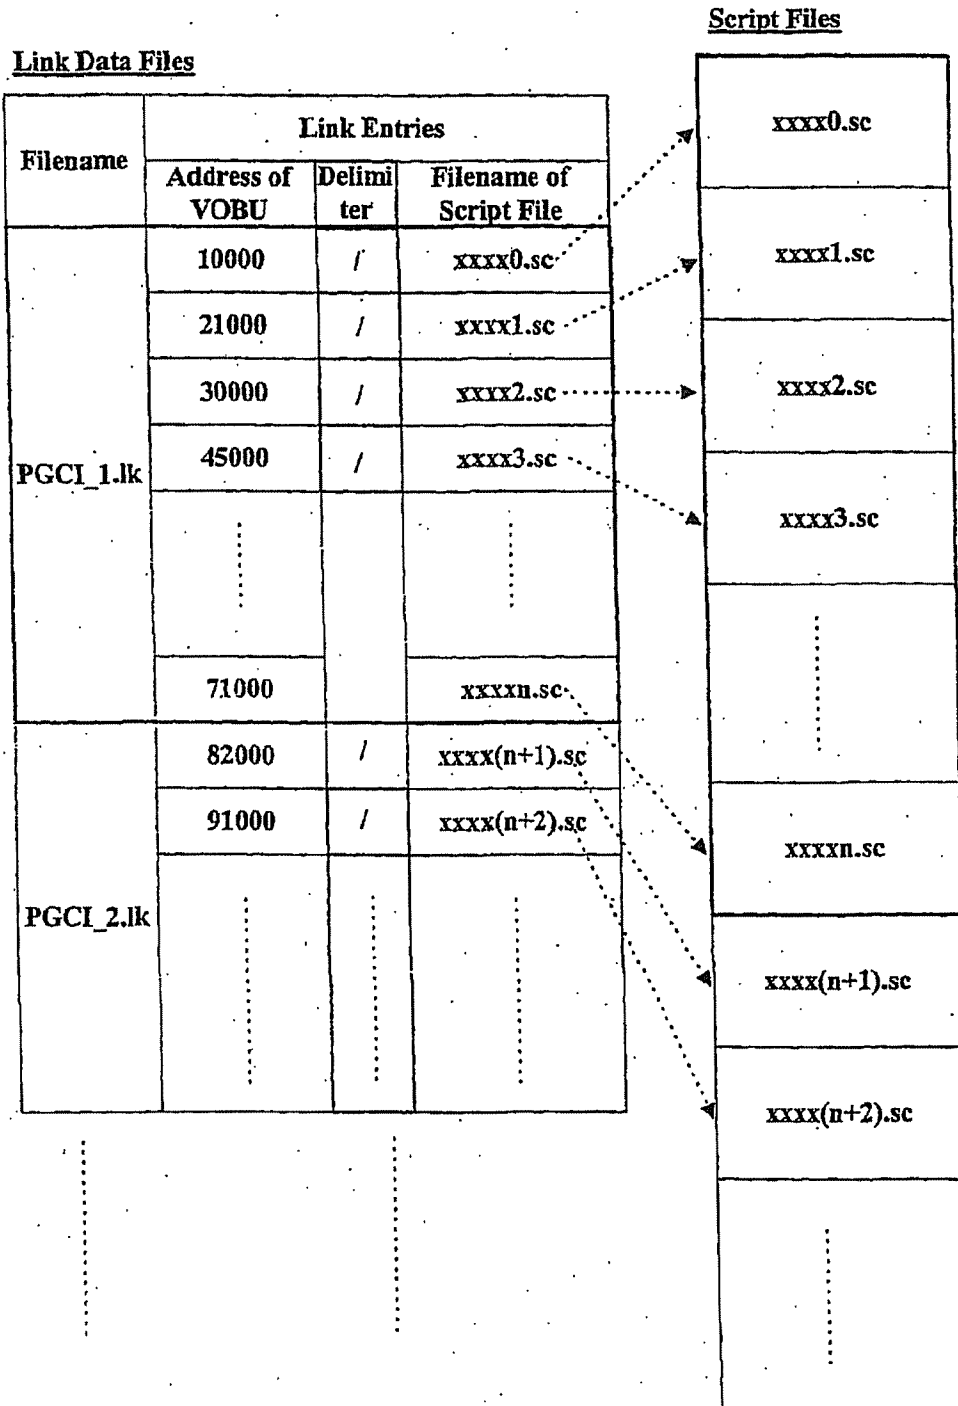 Script Files
Link Data Files
Filename
Link Entries
Address of VOBU
Delimi ter
Filename of Script File
PGCI_1.lk
10000 / xxxx0.sc
21000 / xxxx1.sc
30000 / xxxx2.sc
45000 / xxxx3.sc
71000 xxxxn.sc
PGCI_2.lk
82000 / xxxx(n+1).sc
91000 / xxxx(n+2).sc
xxxx0.sc
xxxx1.sc
xxxx2.sc
xxxx3.sc
xxxxn.sc
xxxx(n+1).sc
xxxx(n+2).sc